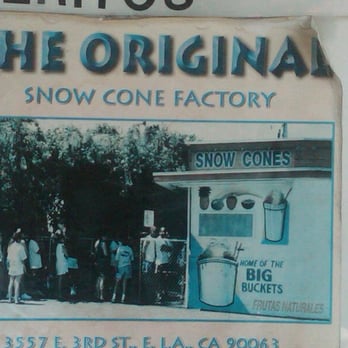 HE ORIGINAL
SNOW CONE FACTORY
SNOW CONES
HOME OF THE
BIG
BUCKETS
FRUTAS NATURALES
3557 E. 3RD ST., E. L.A., CA 90063